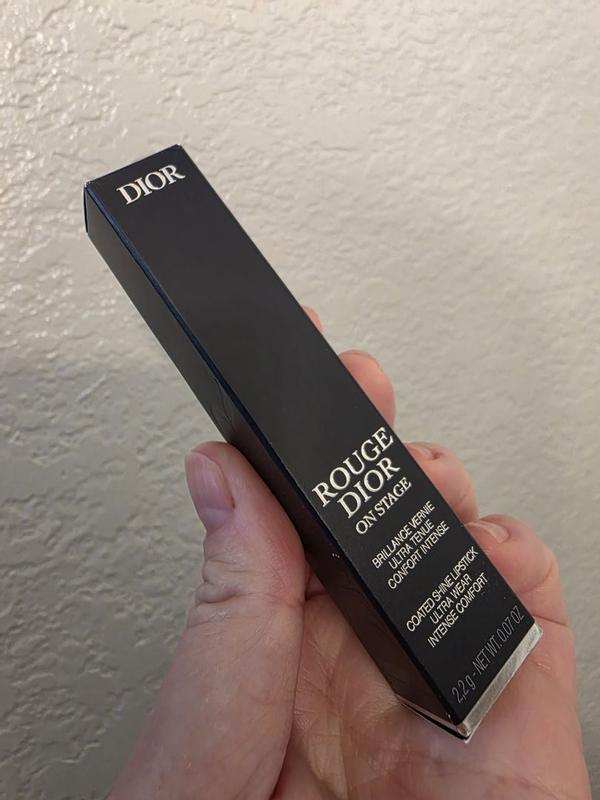 DIOR
ROUGE
DIOR
ON STAGE
BRILLANCE VERNIE
ULTRA TENUE
CONFORT INTENSE
COATED SHINE LIPSTICK
ULTRA WEAR
INTENSE COMFORT
2,2 g - NET WT. 0.07 OZ